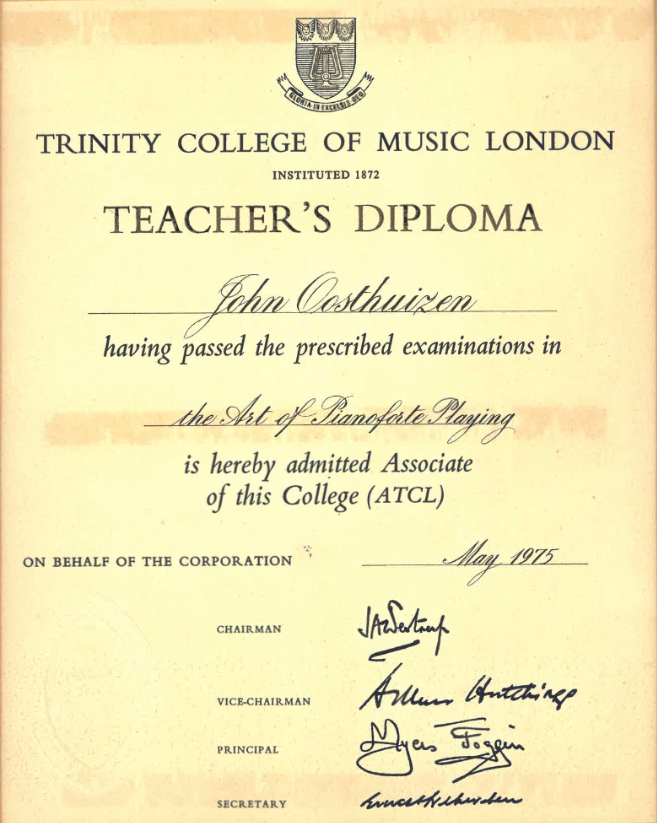 GLORIA IN EXCELSIS DEO
TRINITY COLLEGE OF MUSIC LONDON
INSTITUTED 1872
TEACHER'S DIPLOMA
John Oosthuizen
having passed the prescribed examinations in
the Art of Pianoforte Playing
is hereby admitted Associate
of this College (ATCL)
ON BEHALF OF THE CORPORATION May 1975
CHAIRMAN
VICE-CHAIRMAN Arthur Hutchings
PRINCIPAL Myers Foggin
SECRETARY